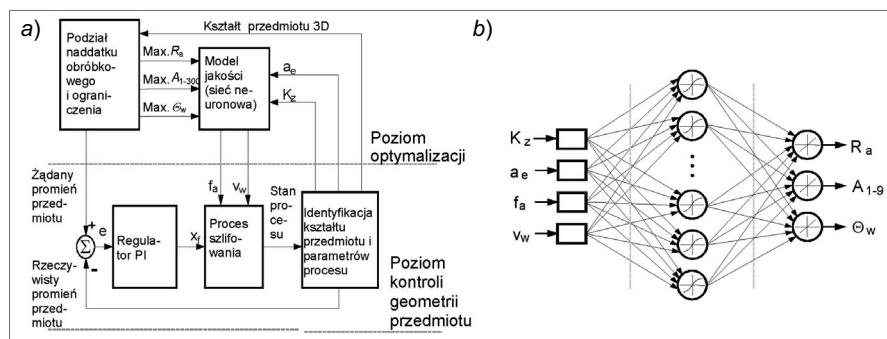 a)
Kształt przedmiotu 3D
Podział
naddatku
obróbko-
wego
i ograni-
czenia
Max. Ra
Max. A1-300
Max. Θw
Model
jakości
(sieć ne-
uronowa)
ae
Kz
Poziom
optymalizacji
Żądany
promień
przed-
miotu
fa
vw
Stan
pro-
ce-
su
+
e
Σ
-
Regula-
tor PI
xf
Proces
szlifo-
wania
Identyfikacja
kształtu
przedmiotu i
parametrów
procesu
Rzeczy-
wisty
promień
przed-
miotu
Poziom
kontroli
geometrii
przedmiotu
b)
Kz
ae
fa
vw
Ra
A1-9
Θw